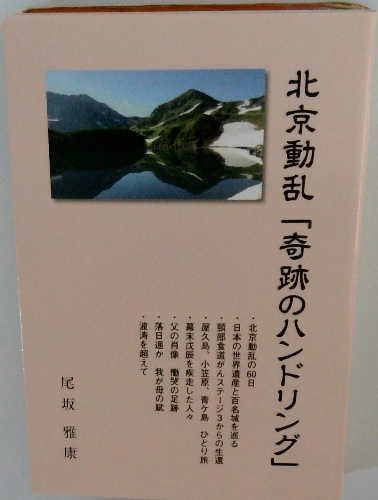 北京動乱「奇跡のハンドリング」
・北京動乱の60日
・日本の世界遺産と百名城を巡る
・頸部食道がんステージ3からの生還
・屋久島、小笠原、青ケ島　ひとり旅
・幕末戊辰を疾走した人々
・父の肖像　慟哭の足跡
・落日遥か　我が母の賦
・波涛を超えて
尾坂　雅康